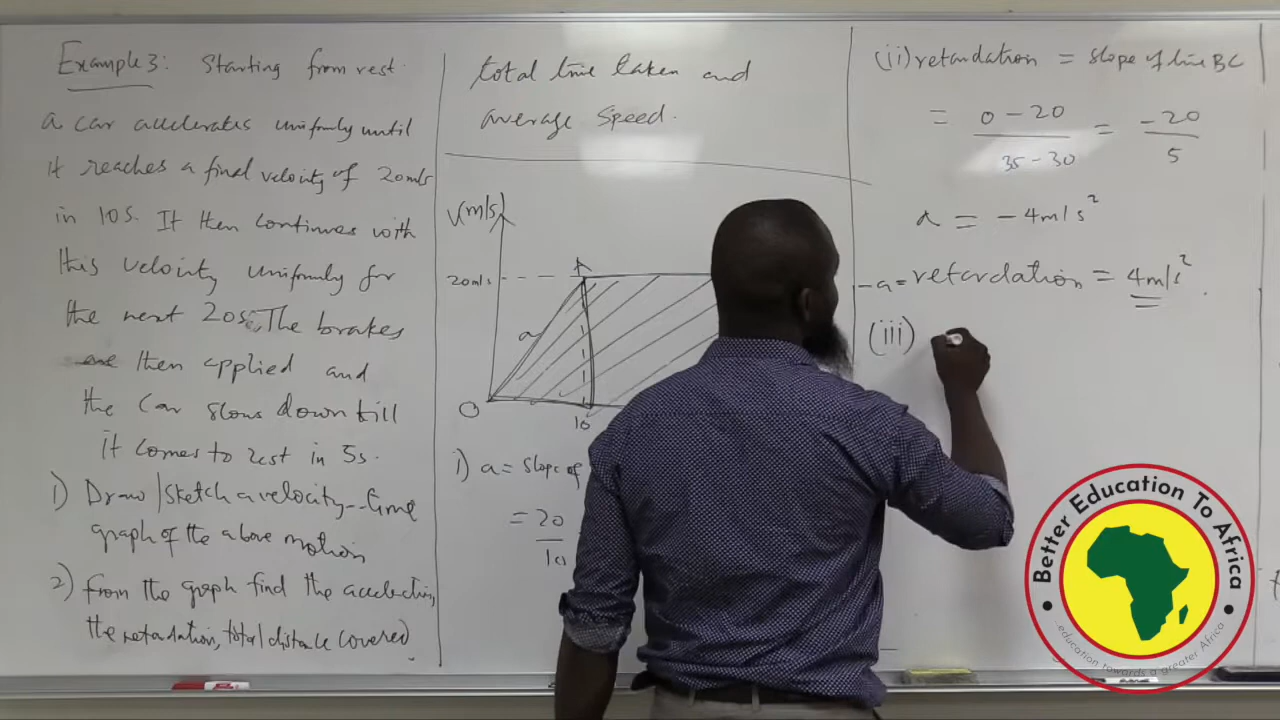 Example 3: Starting from rest
a car accelerates uniformly until
it reaches a final velocity of 20m/s
in 10s. It then continues with
this velocity uniformly for
the next 20s. The brakes
are then applied and
the car slows down till
it comes to rest in 5s.
1) Draw/sketch a velocity-time
graph of the above motion
2) From the graph find the acceleration,
the retardation, total distance covered,
total time taken and
average speed.
V(m/s)
20m/s
A
a
O
10
i) a = slope of
= 20
10
(ii) retardation = slope of line BC
= 0 - 20 = -20
35 - 30 5
a = -4m/s²
-a = retardation = 4m/s².
(iii)
Better Education To Africa
...education towards a greater Africa